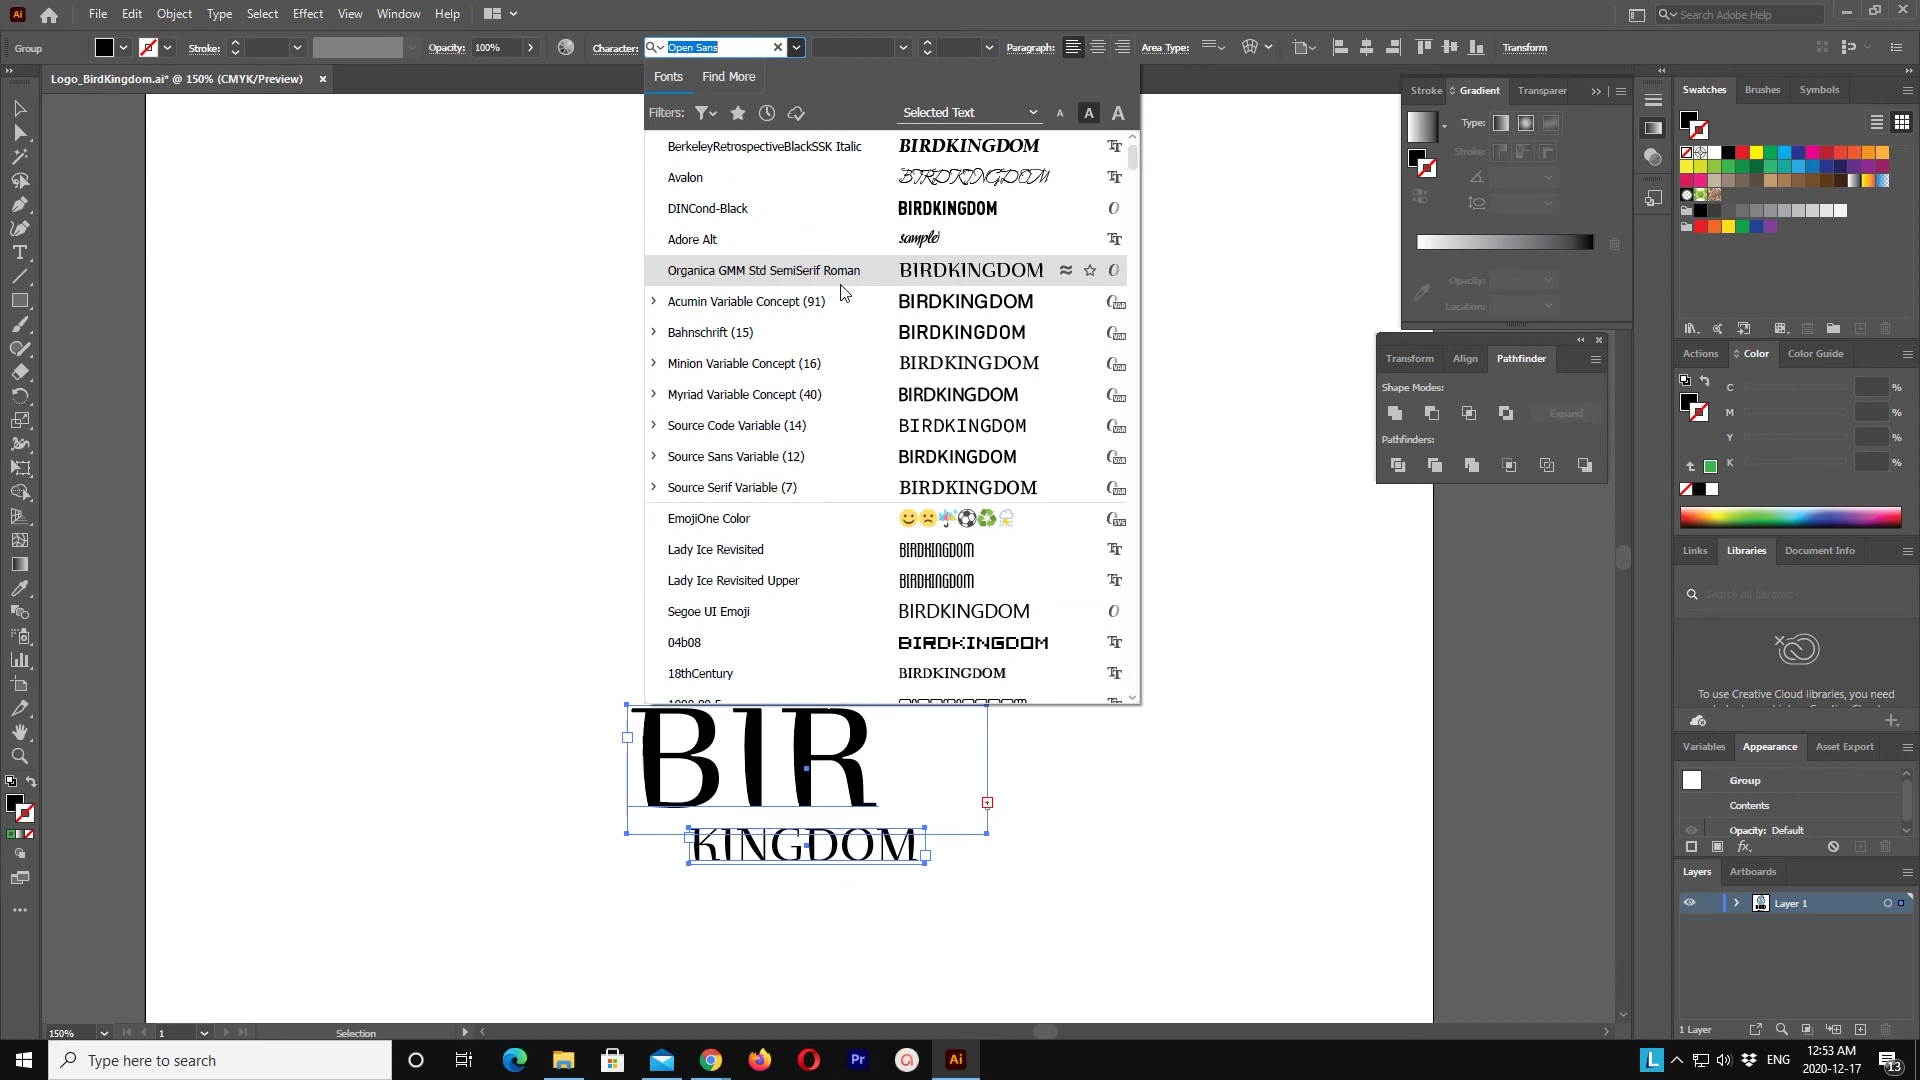 Ai File Edit Object Type Select Effect View Window Help Search Adobe Help
Group Stroke: Opacity: 100% Character: Open Sans Paragraph: Area Type: Transform
Logo_BirdKingdom.ai* @ 150% (CMYK/Preview)
Fonts Find More
Filters: Selected Text A A A
BerkeleyRetrospectiveBlackSSK Italic BIRDKINGDOM
Avalon BIRDKINGDOM
DINCond-Black BIRDKINGDOM
Adore Alt sample
Organica GMM Std SemiSerif Roman BIRDKINGDOM
Acumin Variable Concept (91) BIRDKINGDOM
Bahnschrift (15) BIRDKINGDOM
Minion Variable Concept (16) BIRDKINGDOM
Myriad Variable Concept (40) BIRDKINGDOM
Source Code Variable (14) BIRDKINGDOM
Source Sans Variable (12) BIRDKINGDOM
Source Serif Variable (7) BIRDKINGDOM
EmojiOne Color
Lady Ice Revisited BIRDKINGDOM
Lady Ice Revisited Upper BIRDKINGDOM
Segoe UI Emoji BIRDKINGDOM
04b08 BIRDKINGDOM
18thCentury BIRDKINGDOM
BIR
KINGDOM
Stroke Gradient Transparer
Type:
Stroke:
Opacity:
Location:
Transform Align Pathfinder
Shape Modes:
Expand
Pathfinders:
Swatches Brushes Symbols
Actions Color Color Guide
C %
M %
Y %
K %
Links Libraries Document Info
Search all libraries
To use Creative Cloud libraries, you need
Variables Appearance Asset Export
Group
Contents
Opacity: Default
fx
Layers Artboards
Layer 1
1 Layer
150% 1 Selection
Type here to search
Pr Ai L ENG
12:53 AM
2020-12-17
13